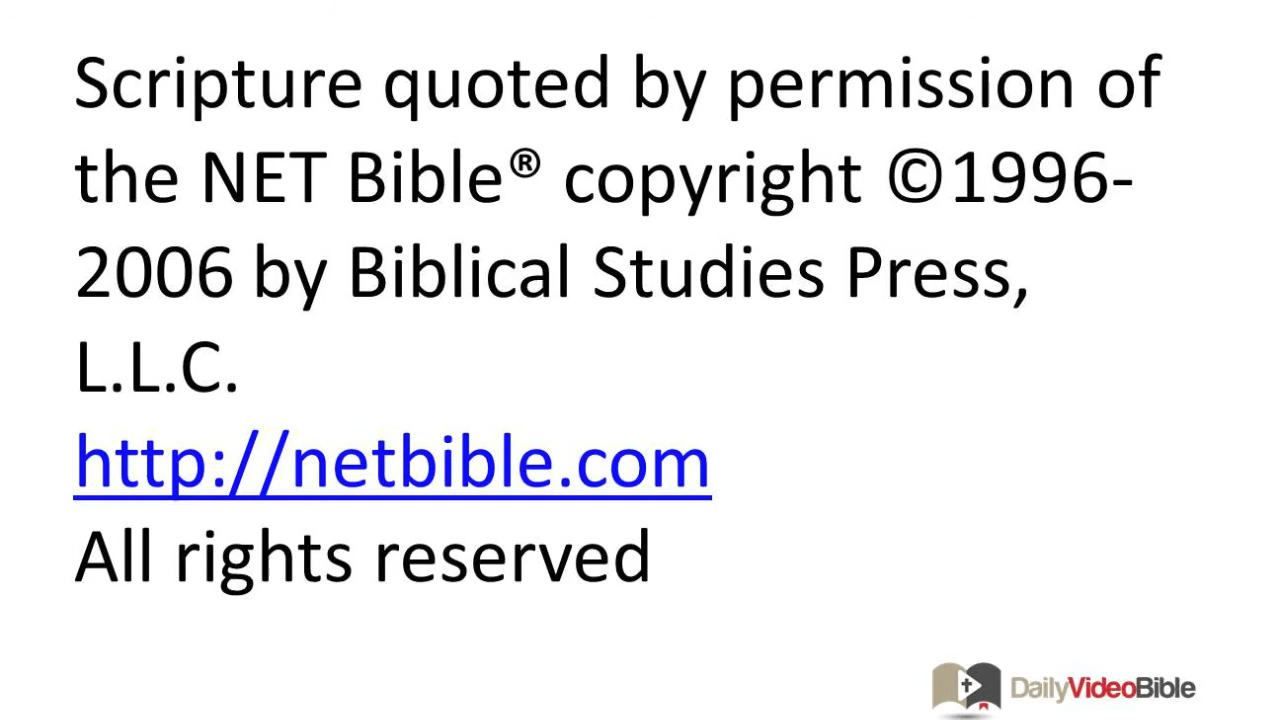 Scripture quoted by permission of
the NET Bible® copyright ©1996-
2006 by Biblical Studies Press,
L.L.C.
http://netbible.com
All rights reserved
DailyVideoBible